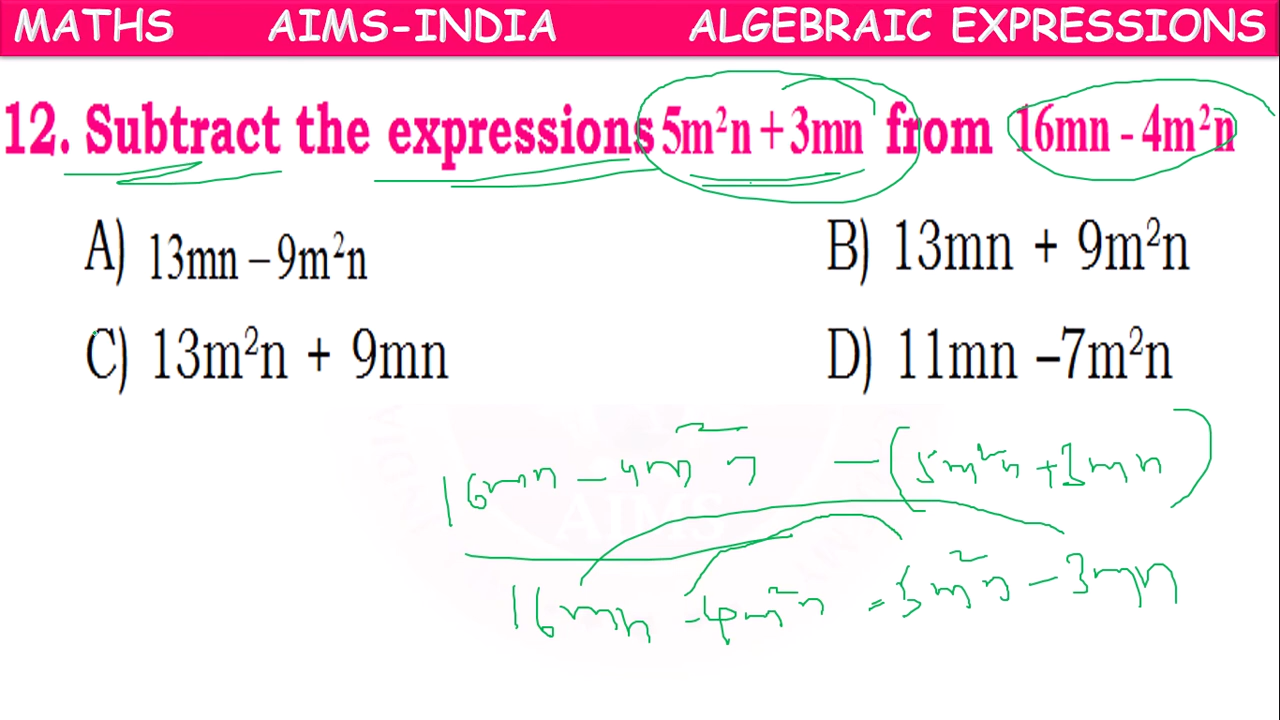 MATHS AIMS-INDIA ALGEBRAIC EXPRESSIONS
12. Subtract the expressions 5m²n + 3mn from 16mn - 4m²n
A) 13mn – 9m²n B) 13mn + 9m²n
C) 13m²n + 9mn D) 11mn –7m²n
16mn - 4m²n - (5m²n + 3mn)
16mn - 4m²n - 5m²n - 3mn
AIMS